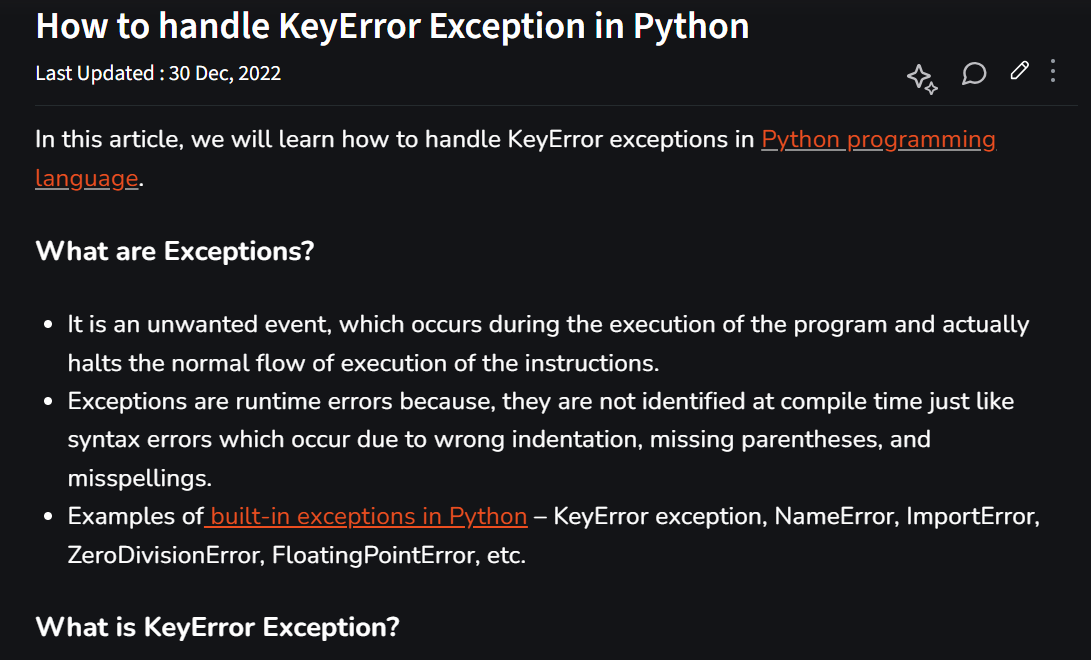 How to handle KeyError Exception in Python
Last Updated : 30 Dec, 2022
In this article, we will learn how to handle KeyError exceptions in Python programming
language.
What are Exceptions?
• It is an unwanted event, which occurs during the execution of the program and actually
halts the normal flow of execution of the instructions.
• Exceptions are runtime errors because, they are not identified at compile time just like
syntax errors which occur due to wrong indentation, missing parentheses, and
misspellings.
• Examples of built-in exceptions in Python – KeyError exception, NameError, ImportError,
ZeroDivisionError, FloatingPointError, etc.
What is KeyError Exception?